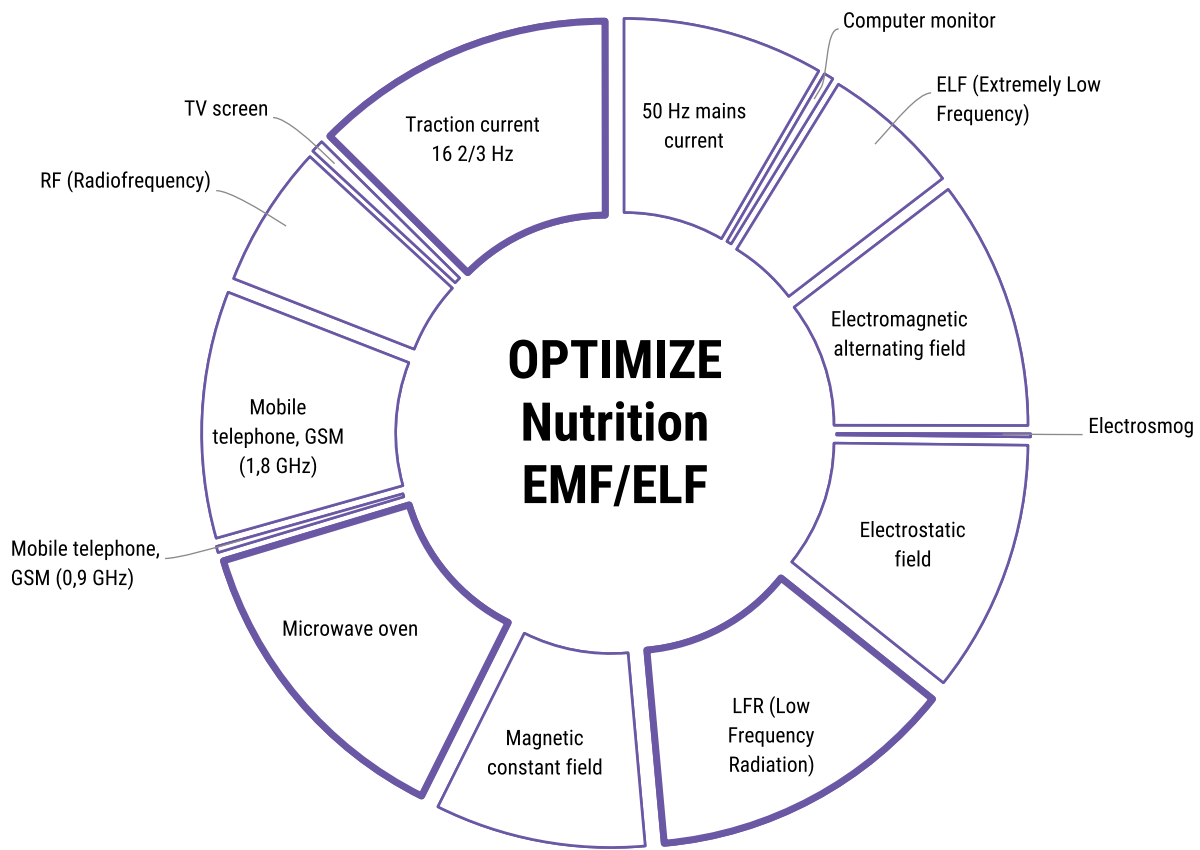 Computer monitor
ELF (Extremely Low
Frequency)
TV screen
Traction current
16 2/3 Hz
50 Hz mains
current
RF (Radiofrequency)
Electromagnetic
alternating field
OPTIMIZE
Nutrition
EMF/ELF
Mobile
telephone, GSM
(1,8 GHz)
Electrosmog
Electrostatic
field
Mobile telephone,
GSM (0,9 GHz)
Microwave oven
LFR (Low
Frequency
Radiation)
Magnetic
constant field